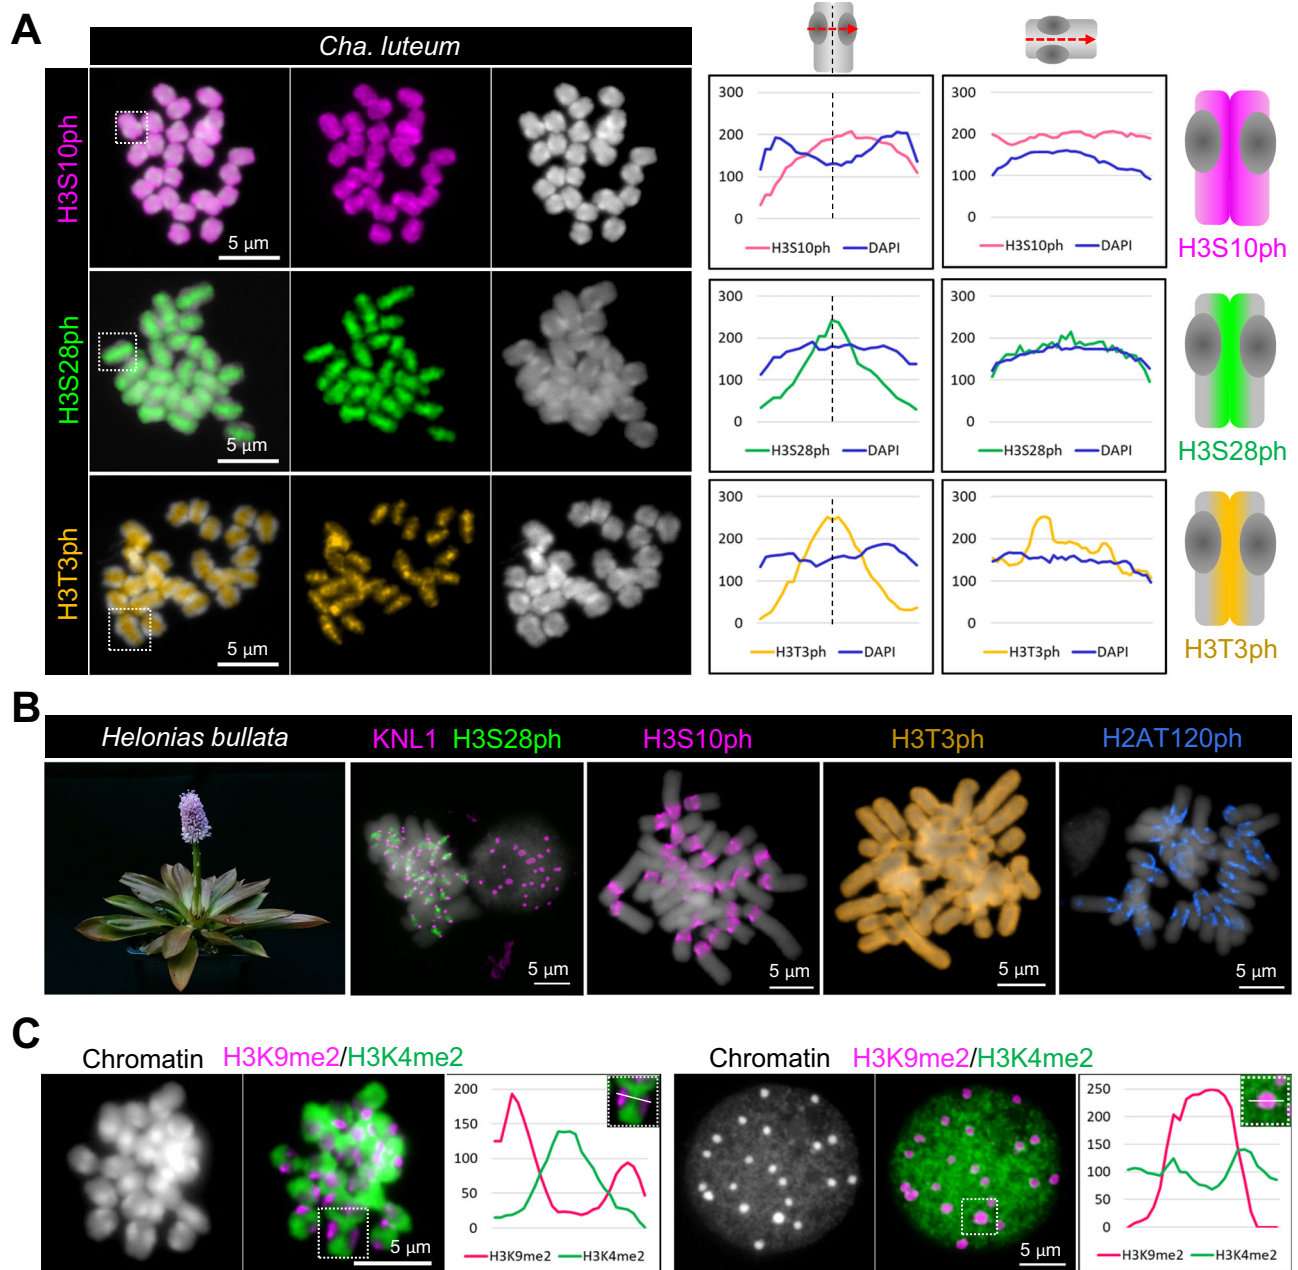 A
Cha. luteum
H3S10ph
5 µm
300
200
100
0
H3S10ph
DAPI
300
200
100
0
H3S10ph
DAPI
H3S10ph
H3S28ph
5 µm
300
200
100
0
H3S28ph
DAPI
300
200
100
0
H3S28ph
DAPI
H3S28ph
H3T3ph
5 µm
300
200
100
0
H3T3ph
DAPI
300
200
100
0
H3T3ph
DAPI
H3T3ph
B
Helonias bullata
KNL1 H3S28ph
H3S10ph
H3T3ph
H2AT120ph
5 µm
5 µm
5 µm
5 µm
C
Chromatin
H3K9me2/H3K4me2
5 µm
200
150
100
50
0
H3K9me2
H3K4me2
Chromatin
H3K9me2/H3K4me2
5 µm
250
200
150
100
50
0
H3K9me2
H3K4me2